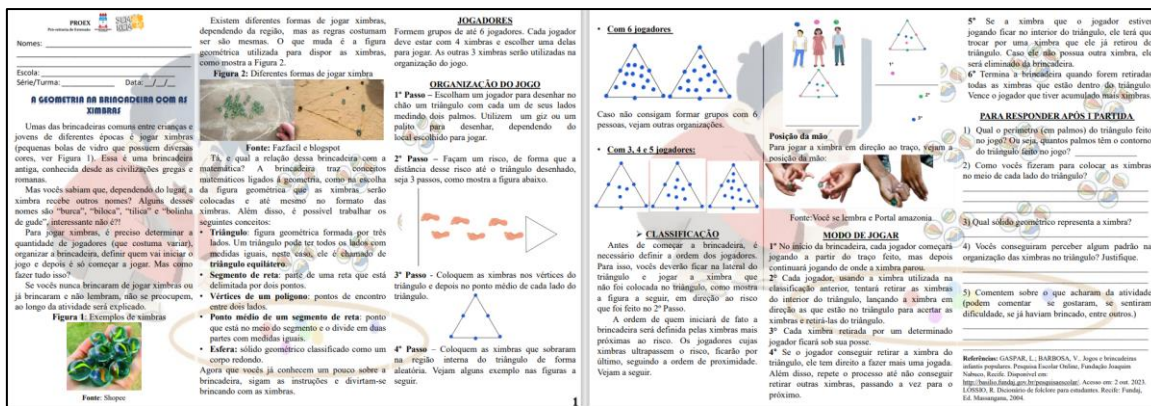 PROEX
Pró-reitoria de Extensão
Nomes:
Escola:
Série/Turma: Data: __/__/__
A GEOMETRIA NA BRINCADEIRA COM AS
XIMBRAS
Umas das brincadeiras comuns entre crianças e
jovens de diferentes épocas é jogar ximbras
(pequenas bolas de vidro que possuem diversas
cores, ver Figura 1). Essa é uma brincadeira
antiga, conhecida desde as civilizações gregas e
romanas.
Mas vocês sabiam que, dependendo do lugar, a
ximbra recebe outros nomes? Alguns desses
nomes são “burca”, “biloca”, “tilica” e “bolinha
de gude”, interessante não é?!
Para jogar ximbras, é preciso determinar a
quantidade de jogadores (que costuma variar),
organizar a brincadeira, definir quem vai iniciar o
jogo e depois é só começar a jogar. Mas como
fazer tudo isso?
Se vocês nunca brincaram de jogar ximbras ou
já brincaram e não lembram, não se preocupem,
ao longo da atividade será explicado.
Figura 1: Exemplos de ximbras
Fonte: Shopee
Existem diferentes formas de jogar ximbras,
dependendo da região, mas as regras costumam
ser são mesmas. O que muda é a figura
geométrica utilizada para dispor as ximbras,
como mostra a Figura 2.
Figura 2: Diferentes formas de jogar ximbra
Fonte: Fazfacil e blogspot
Tá, e qual a relação dessa brincadeira com a
matemática? A brincadeira traz conceitos
matemáticos ligados à geometria, como na escolha
da figura geométrica que as ximbras serão
colocadas e até mesmo no formato das
ximbras. Além disso, é possível trabalhar os
seguintes conceitos:
• Triângulo: figura geométrica formada por três
lados. Um triângulo pode ter todos os lados com
medidas iguais, neste caso, ele é chamado de
triângulo equilátero.
• Segmento de reta: parte de uma reta que está
delimitada por dois pontos.
• Vértices de um polígono: pontos de encontro
entre dois lados.
• Ponto médio de um segmento de reta: ponto
que está no meio do segmento e o divide em duas
partes com medidas iguais.
• Esfera: sólido geométrico classificado como um
corpo redondo.
Agora que vocês já conhecem um pouco sobre a
brincadeira, sigam as instruções e divirtam-se
brincando com as ximbras.
JOGADORES
Formem grupos de até 6 jogadores. Cada jogador
deve estar com 4 ximbras e escolher uma delas
para jogar. As outras 3 ximbras serão utilizadas na
organização do jogo.
ORGANIZAÇÃO DO JOGO
1º Passo – Escolham um jogador para desenhar no
chão um triângulo com cada um de seus lados
medindo dois palmos. Utilizem um giz ou um
palito para desenhar, dependendo do
local escolhido para jogar.
2º Passo – Façam um risco, de forma que a
distância desse risco até o triângulo desenhado,
seja 3 passos, como mostra a figura abaixo.
3º Passo - Coloquem as ximbras nos vértices do
triângulo e depois no ponto médio de cada lado do
triângulo.
4º Passo – Coloquem as ximbras que sobraram
na região interna do triângulo de forma
aleatória. Vejam alguns exemplo nas figuras a
seguir.
1
• Com 6 jogadores
Caso não consigam formar grupos com 6
pessoas, vejam outras organizações.
• Com 3, 4 e 5 jogadores:
➢ CLASSIFICAÇÃO
Antes de começar a brincadeira, é
necessário definir a ordem dos jogadores.
Para isso, vocês deverão ficar na lateral do
triângulo e jogar a ximbra que
não foi colocada no triângulo, como mostra
a figura a seguir, em direção ao risco
que foi feito no 2º Passo.
A ordem de quem iniciará de fato a
brincadeira será definida pelas ximbras mais
próximas ao risco. Os jogadores cujas
ximbras ultrapassem o risco, ficarão por
último, seguindo a ordem de proximidade.
Vejam a seguir.
1º
2º
3º
Posição da mão
Para jogar a ximbra em direção ao traço, vejam a
posição da mão:
Fonte:Você se lembra e Portal amazonia
MODO DE JOGAR
1º No início da brincadeira, cada jogador começará
jogando a partir do traço feito, mas depois
continuará jogando de onde a ximbra parou.
2º Cada jogador, usando a ximbra utilizada na
classificação anterior, tentará retirar as ximbras
do interior do triângulo, lançando a ximbra em
direção as que estão no triângulo para acertar as
ximbras e retirá-las do triângulo.
3º Cada ximbra retirada por um determinado
jogador ficará sob sua posse.
4º Se o jogador conseguir retirar a ximbra do
triângulo, ele tem direito a fazer mais uma jogada.
Além disso, repete o processo até não conseguir
retirar outras ximbras, passando a vez para o
próximo.
5º Se a ximbra que o jogador estiver
jogando ficar no interior do triângulo, ele terá que
trocar por uma ximbra que ele já retirou do
triângulo. Caso ele não possua outra ximbra, ele
será eliminado da brincadeira.
6º Termina a brincadeira quando forem retiradas
todas as ximbras que estão dentro do triângulo.
Vence o jogador que tiver acumulado mais ximbras.
PARA RESPONDER APÓS 1 PARTIDA
1) Qual o perímetro (em palmos) do triângulo feito
no jogo? Ou seja, quantos palmos têm o contorno
do triângulo feito no jogo?
2) Como vocês fizeram para colocar as ximbras
no meio de cada lado do triângulo?
3) Qual sólido geométrico representa a ximbra?
4) Vocês conseguiram perceber algum padrão na
organização das ximbras no triângulo? Justifique.
5) Comentem sobre o que acharam da atividade
(podem comentar se gostaram, se sentiram
dificuldade, se já haviam brincado, entre outros.)
Referências: GASPAR, L.; BARBOSA, V. Jogos e brincadeiras
infantis populares. Pesquisa Escolar Online, Fundação Joaquim
Nabuco, Recife. Disponível em:
http://basilio.fundaj.gov.br/pesquisaescolar/. Acesso em: 2 out. 2023.
LÓSSIO, R. Dicionário de folclore para estudantes. Recife: Fundaj,
Ed. Massangana, 2004.